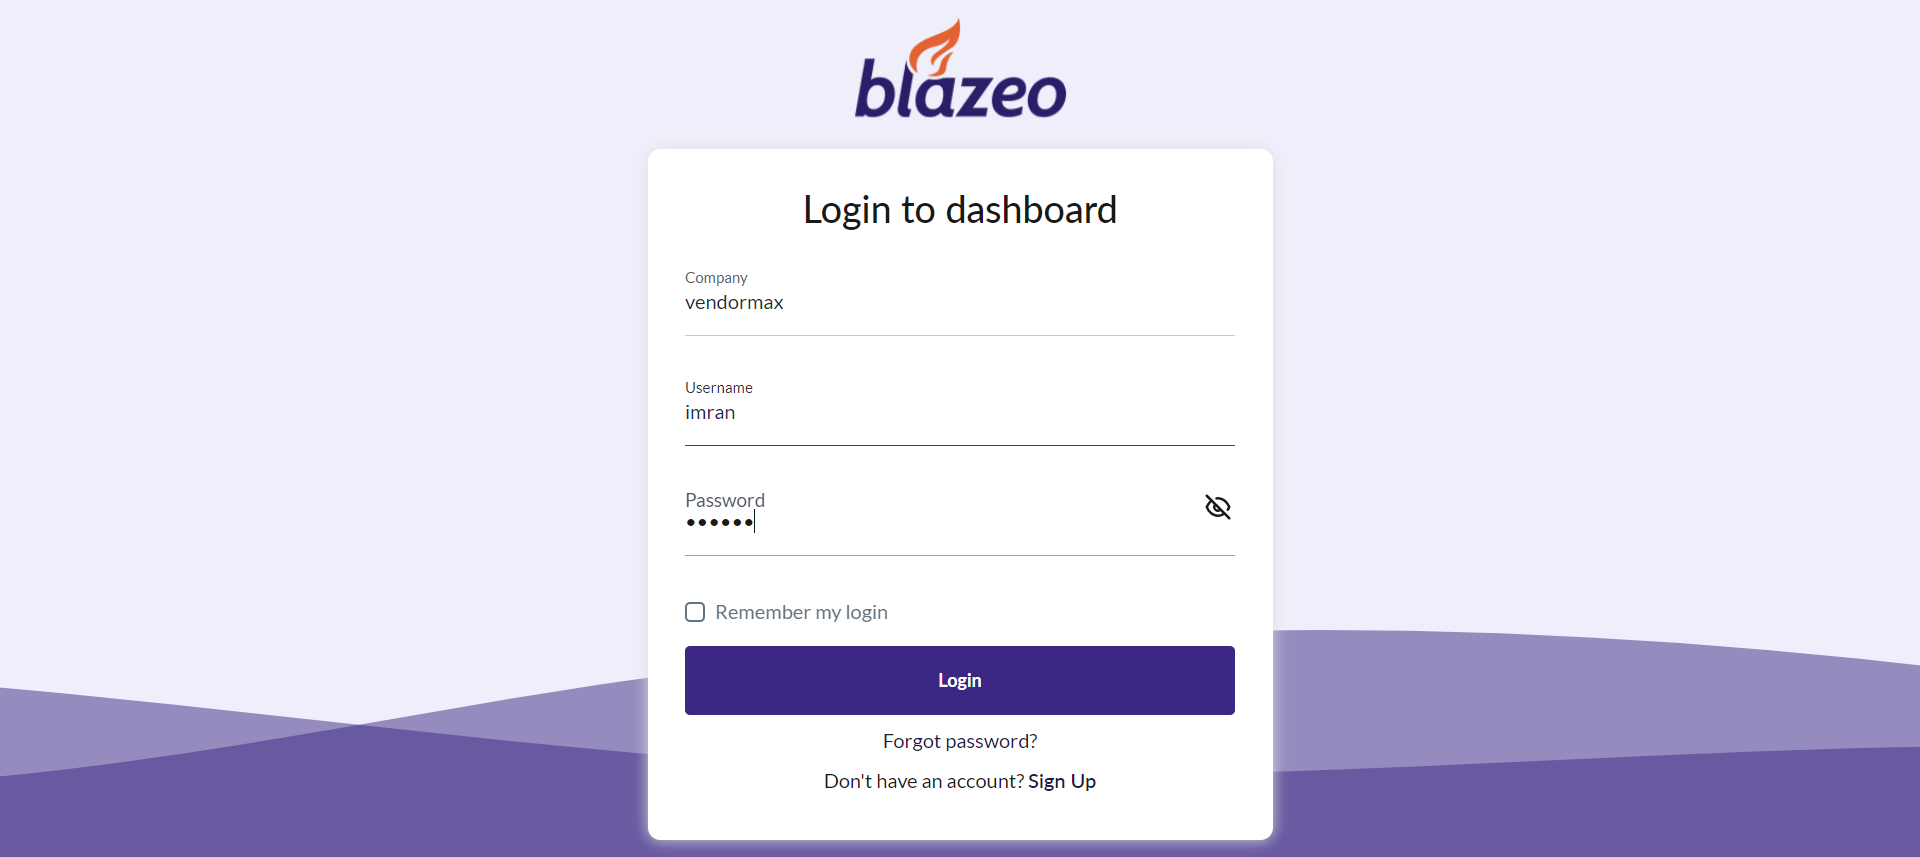 blazeo
Login to dashboard
Company
vendormax
Username
imran
Password
••••••
Remember my login
Login
Forgot password?
Don't have an account? Sign Up